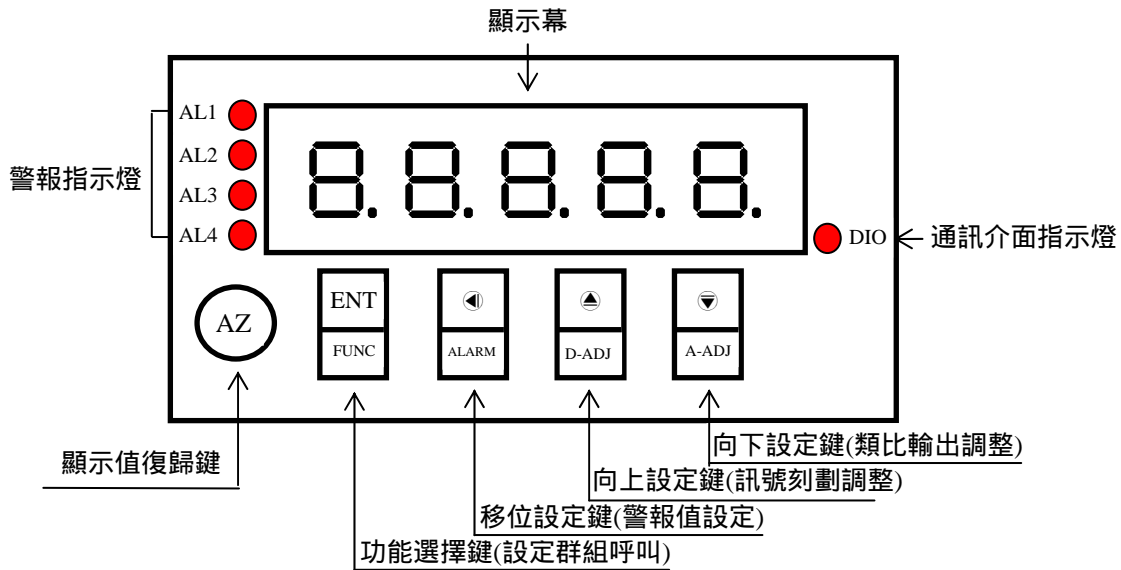 顯示幕
AL1
AL2
AL3
AL4
警報指示燈
8.8.8.8.8.
DIO
通訊介面指示燈
AZ
ENT
FUNC
ALARM
D-ADJ
A-ADJ
顯示值復歸鍵
向下設定鍵(類比輸出調整)
向上設定鍵(訊號刻劃調整)
移位設定鍵(警報值設定)
功能選擇鍵(設定群組呼叫)